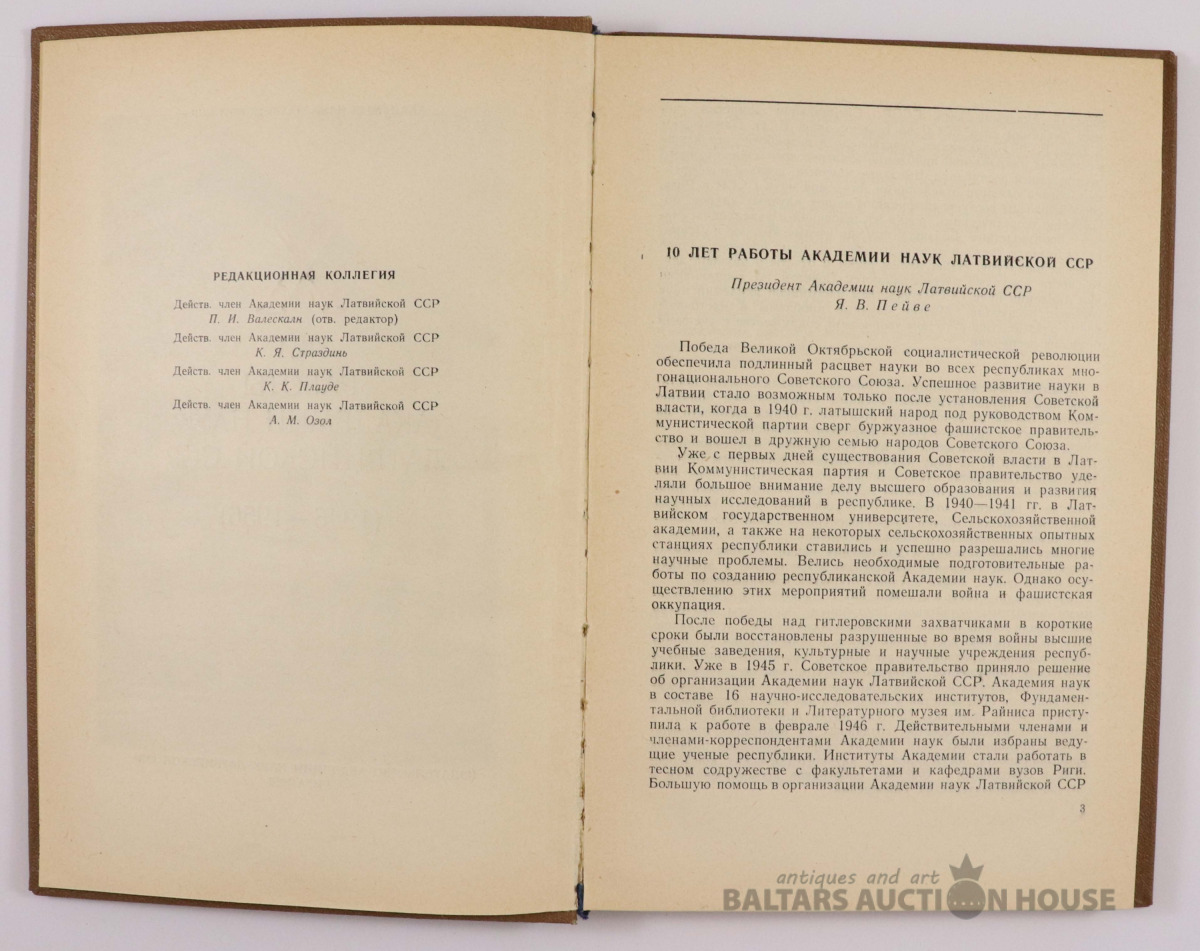 РЕДАКЦИОННАЯ КОЛЛЕГИЯ
Действ. член Академии наук Латвийской ССР
П. И. Валескалн (отв. редактор)
Действ. член Академии наук Латвийской ССР
К. Я. Страздинь
Действ. член Академии наук Латвийской ССР
К. К. Плауде
Действ. член Академии наук Латвийской ССР
А. М. Озол
10 ЛЕТ РАБОТЫ АКАДЕМИИ НАУК ЛАТВИЙСКОЙ ССР
Президент Академии наук Латвийской ССР
Я. В. Пейве
Победа Великой Октябрьской социалистической революции
обеспечила подлинный расцвет науки во всех республиках мно-
гонационального Советского Союза. Успешное развитие науки в
Латвии стало возможным только после установления Советской
власти, когда в 1940 г. латышский народ под руководством Ком-
мунистической партии сверг буржуазное фашистское правитель-
ство и вошел в дружную семью народов Советского Союза.
Уже с первых дней существования Советской власти в Лат-
вии Коммунистическая партия и Советское правительство уде-
ляли большое внимание делу высшего образования и развития
научных исследований в республике. В 1940—1941 гг. в Лат-
вийском государственном университете, Сельскохозяйственной
академии, а также на некоторых сельскохозяйственных опытных
станциях республики ставились и успешно разрешались многие
научные проблемы. Велись необходимые подготовительные ра-
боты по созданию республиканской Академии наук. Однако осу-
ществлению этих мероприятий помешали война и фашистская
оккупация.
После победы над гитлеровскими захватчиками в короткие
сроки были восстановлены разрушенные во время войны высшие
учебные заведения, культурные и научные учреждения респуб-
лики. Уже в 1945 г. Советское правительство приняло решение
об организации Академии наук Латвийской ССР. Академия наук
в составе 16 научно-исследовательских институтов, Фундамен-
тальной библиотеки и Литературного музея им. Райниса присту-
пила к работе в феврале 1946 г. Действительными членами и
членами-корреспондентами Академии наук были избраны веду-
щие ученые республики. Институты Академии стали работать в
тесном содружестве с факультетами и кафедрами вузов Риги.
Большую помощь в организации Академии наук Латвийской ССР
3
antiques and art
BALTARS AUCTION HOUSE